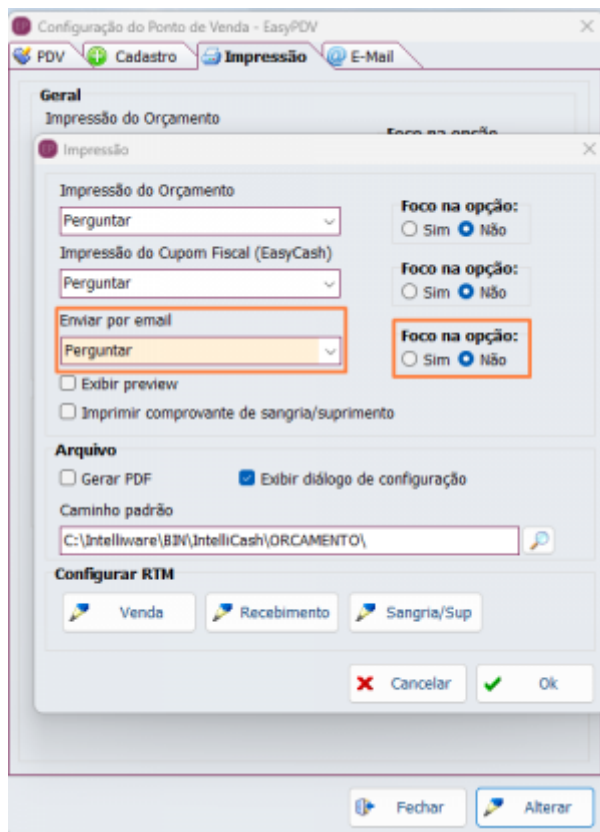 Configuração do Ponto de Venda - EasyPDV
PDV Cadastro Impressão E-Mail
Geral
Impressão do Orçamento
Foco na opção
Impressão
Impressão do Orçamento
Foco na opção:
Perguntar
Sim Não
Impressão do Cupom Fiscal (EasyCash)
Foco na opção:
Perguntar
Sim Não
Enviar por email
Foco na opção:
Perguntar
Sim Não
Exibir preview
Imprimir comprovante de sangria/suprimento
Arquivo
Gerar PDF Exibir diálogo de configuração
Caminho padrão
C:\Intelliware\BIN\IntelliCash\ORCAMENTO\
Configurar RTM
Venda Recebimento Sangria/Sup
Cancelar Ok
Fechar Alterar